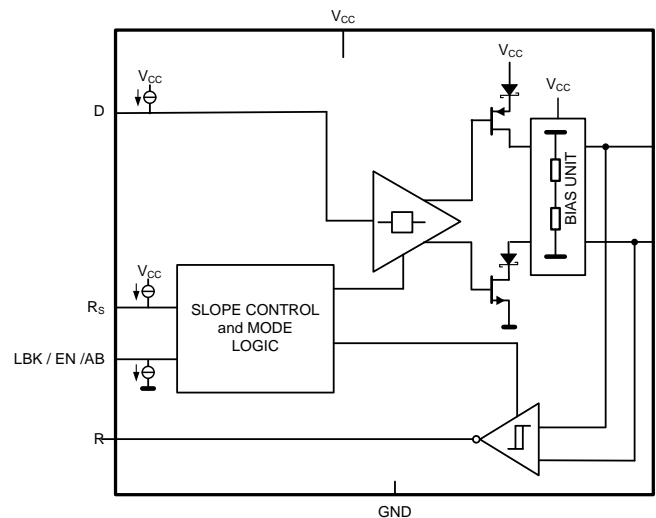 VCC
VCC
VCC
VCC
D
BIAS UNIT
VCC
RS
SLOPE CONTROL
and MODE
LOGIC
LBK / EN /AB
R
GND